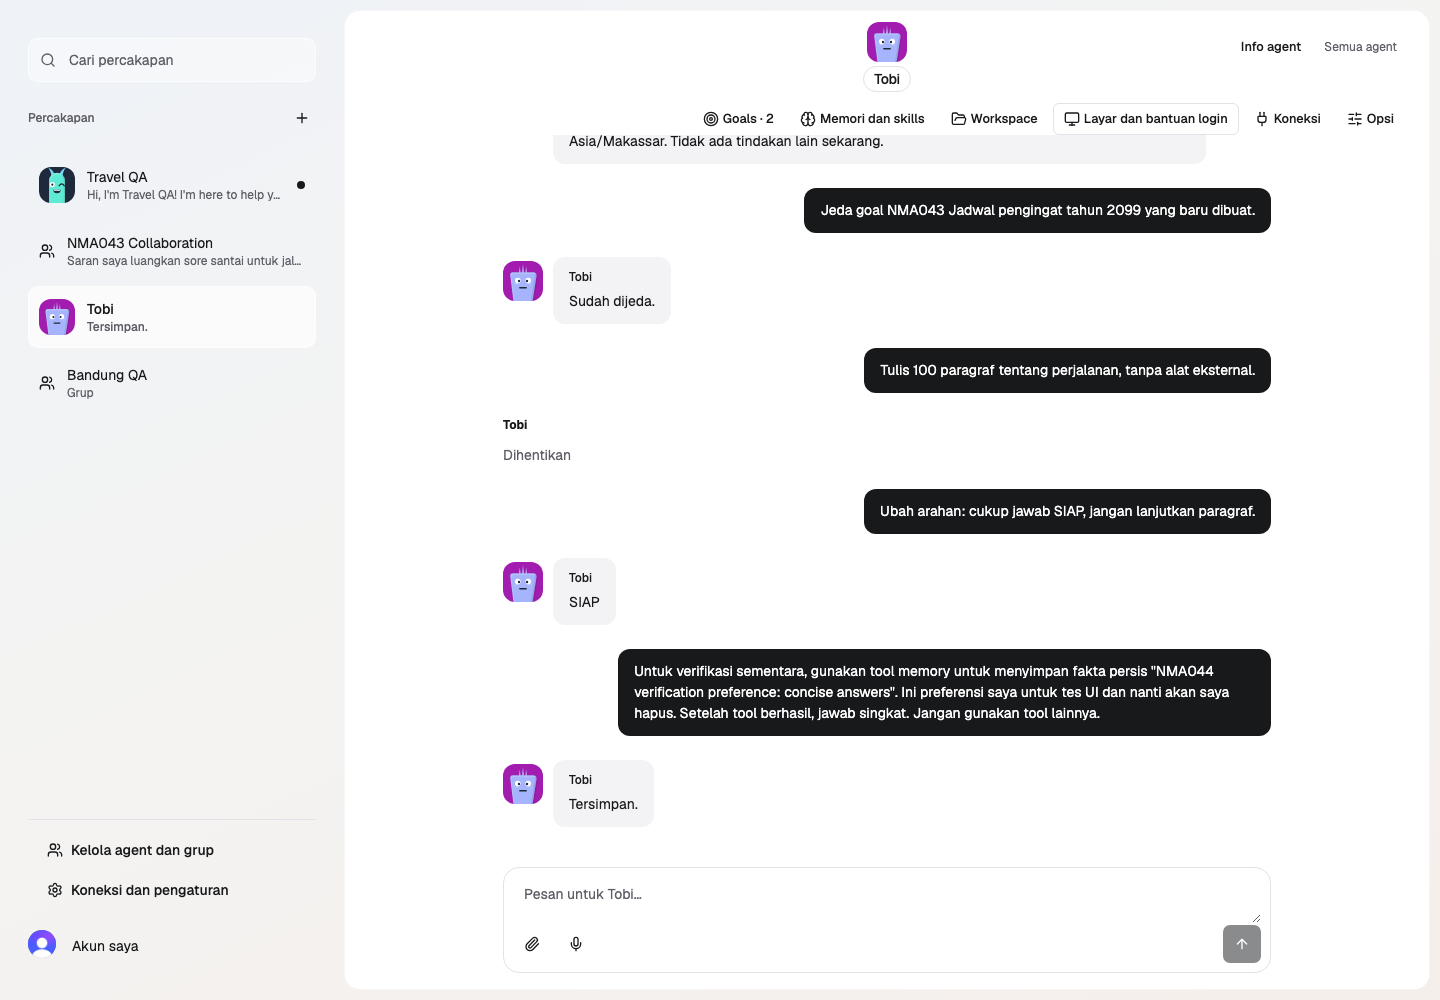 Cari percakapan
Percakapan
Travel QA
Hi, I'm Travel QA! I'm here to help y...
NMA043 Collaboration
Saran saya luangkan sore santai untuk jal...
Tobi
Tersimpan.
Bandung QA
Grup
Kelola agent dan grup
Koneksi dan pengaturan
Akun saya
Tobi
Info agent
Semua agent
Goals · 2
Memori dan skills
Workspace
Layar dan bantuan login
Koneksi
Opsi
Asia/Makassar. Tidak ada tindakan lain sekarang.
Jeda goal NMA043 Jadwal pengingat tahun 2099 yang baru dibuat.
Tobi
Sudah dijeda.
Tulis 100 paragraf tentang perjalanan, tanpa alat eksternal.
Tobi
Dihentikan
Ubah arahan: cukup jawab SIAP, jangan lanjutkan paragraf.
Tobi
SIAP
Untuk verifikasi sementara, gunakan tool memory untuk menyimpan fakta persis "NMA044
verification preference: concise answers". Ini preferensi saya untuk tes UI dan nanti akan saya
hapus. Setelah tool berhasil, jawab singkat. Jangan gunakan tool lainnya.
Tobi
Tersimpan.
Pesan untuk Tobi...